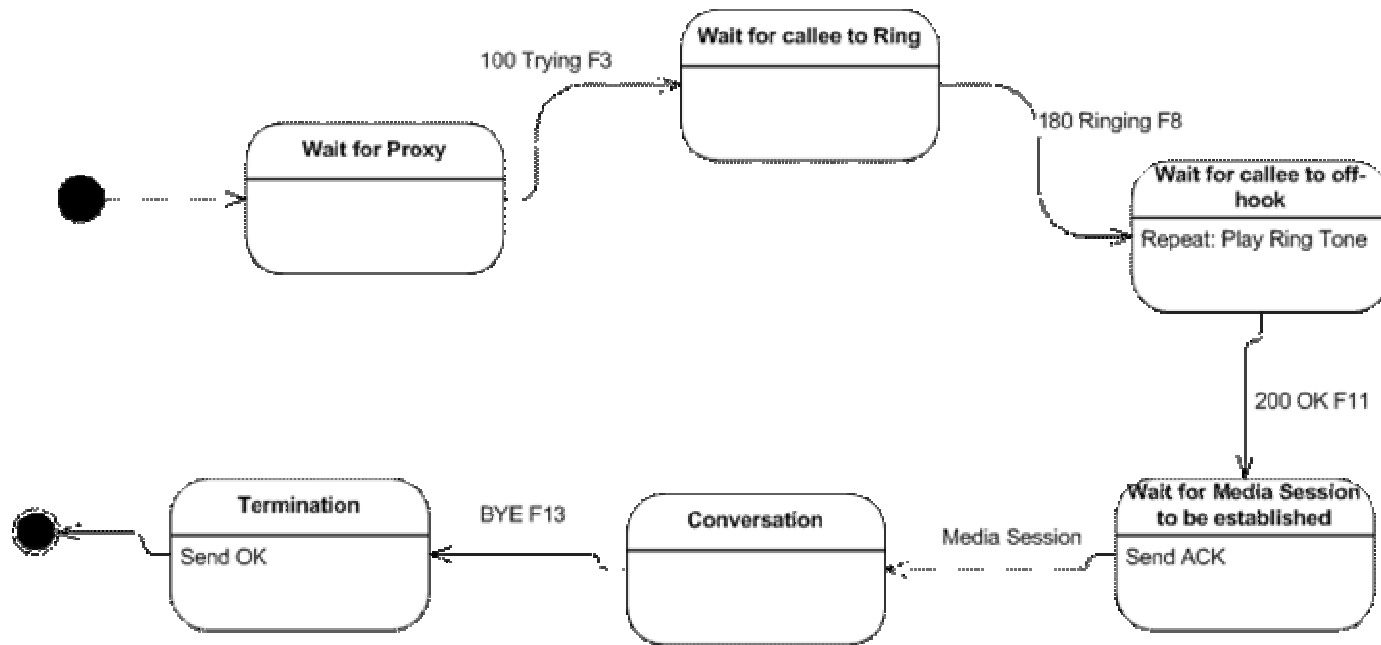 Wait for callee to Ring
100 Trying F3
180 Ringing F8
Wait for Proxy
Wait for callee to off-
hook
Repeat: Play Ring Tone
200 OK F11
Wait for Media Session
to be established
Send ACK
Media Session
Conversation
BYE F13
Termination
Send OK